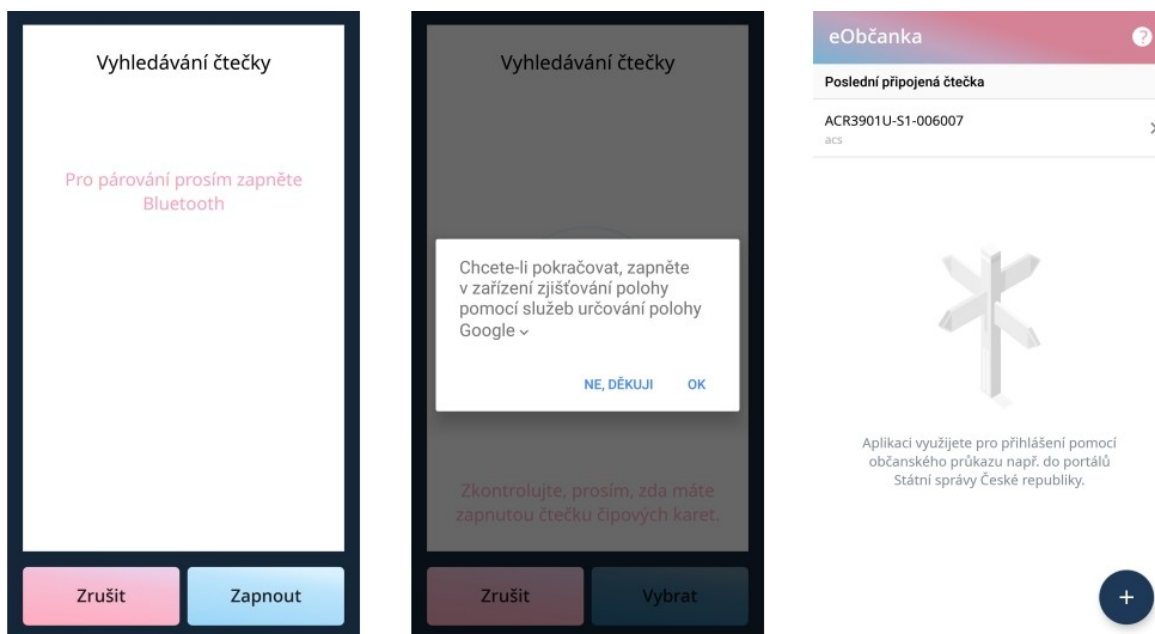 Vyhledávání čtečky
Pro párování prosím zapněte
Bluetooth
Zrušit
Zapnout
Vyhledávání čtečky
Chcete-li pokračovat, zapněte
v zařízení zjišťování polohy
pomocí služeb určování polohy
Google
NE, DĚKUJI
OK
Zkontrolujte, prosím, zda máte
zapnutou čtečku čipových karet.
Zrušit
Vybrat
eObčanka
?
Poslední připojená čtečka
ACR3901U-S1-006007
acs
Aplikaci využijete pro přihlášení pomocí
občanského průkazu např. do portálů
Státní správy České republiky.
+